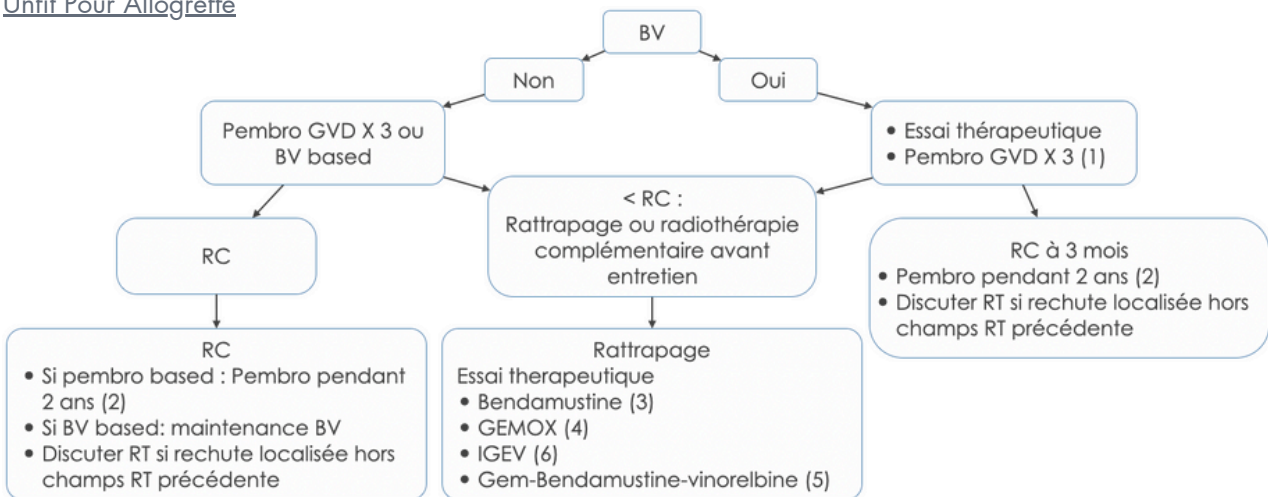 Unfit Pour Allogreffe
BV
Non
Oui
Pembro GVD X 3 ou
BV based
• Essai thérapeutique
• Pembro GVD X 3 (1)
< RC :
Rattrapage ou radiothérapie
complémentaire avant
entretien
RC
RC à 3 mois
• Pembro pendant 2 ans (2)
• Discuter RT si rechute localisée hors
champs RT précédente
RC
• Si pembro based : Pembro pendant
2 ans (2)
• Si BV based: maintenance BV
• Discuter RT si rechute localisée hors
champs RT précédente
Rattrapage
Essai therapeutique
• Bendamustine (3)
• GEMOX (4)
• IGEV (6)
• Gem-Bendamustine-vinorelbine (5)